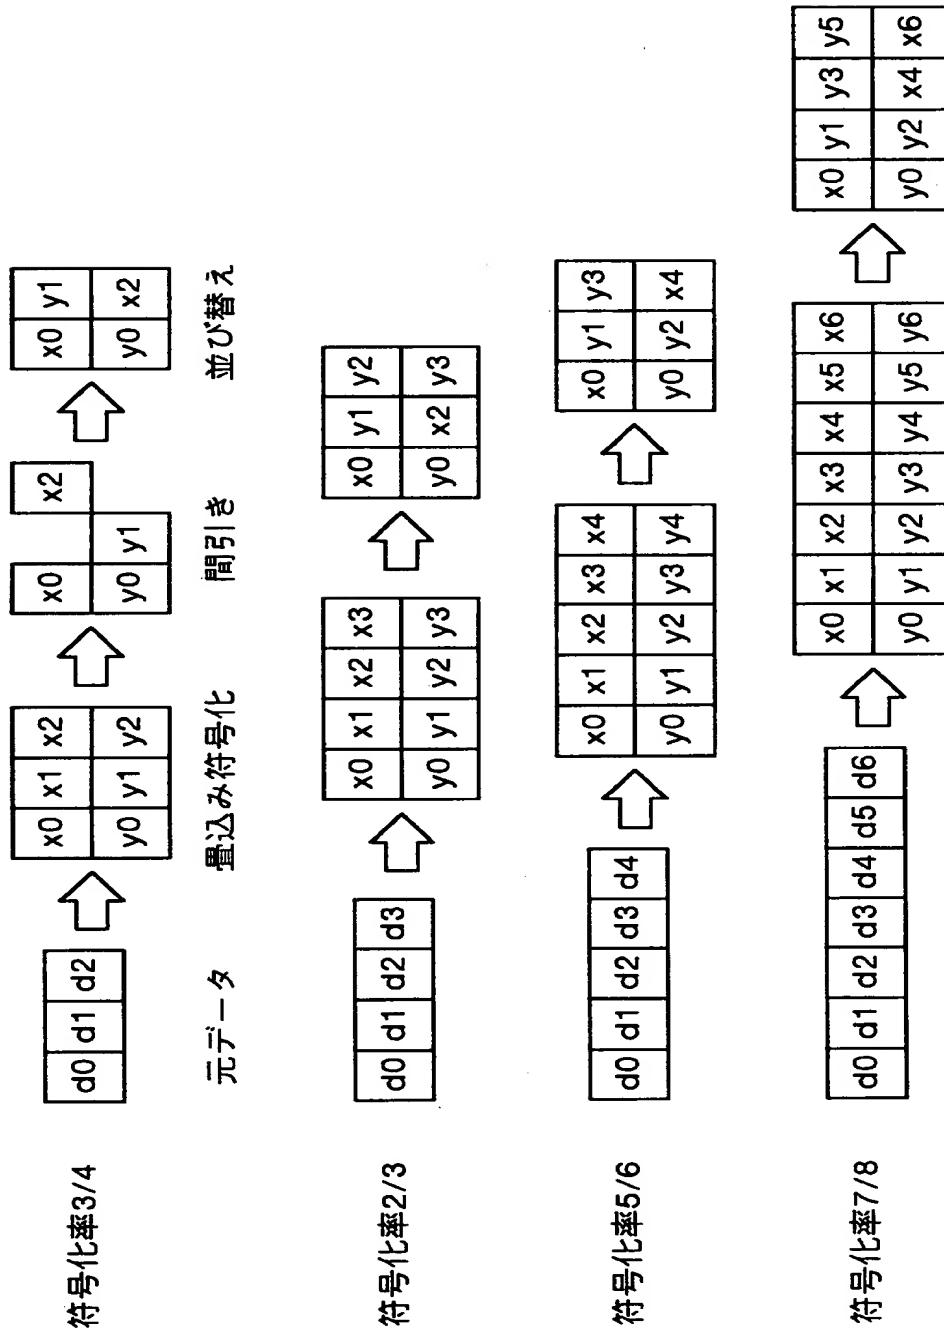 符号化率3/4
d0 d1 d2
x0 x1 x2
y0 y1 y2
x0 x2
y0 y1
x0 y1
y0 x2
元データ 畳込み符号化 間引き 並び替え
符号化率2/3
d0 d1 d2 d3
x0 x1 x2 x3
y0 y1 y2 y3
x0 y1 y2
y0 x2 y3
符号化率5/6
d0 d1 d2 d3 d4
x0 x1 x2 x3 x4
y0 y1 y2 y3 y4
x0 y1 y3
y0 y2 x4
符号化率7/8
d0 d1 d2 d3 d4 d5 d6
x0 x1 x2 x3 x4 x5 x6
y0 y1 y2 y3 y4 y5 y6
x0 y1 y3 y5
y0 y2 x4 x6